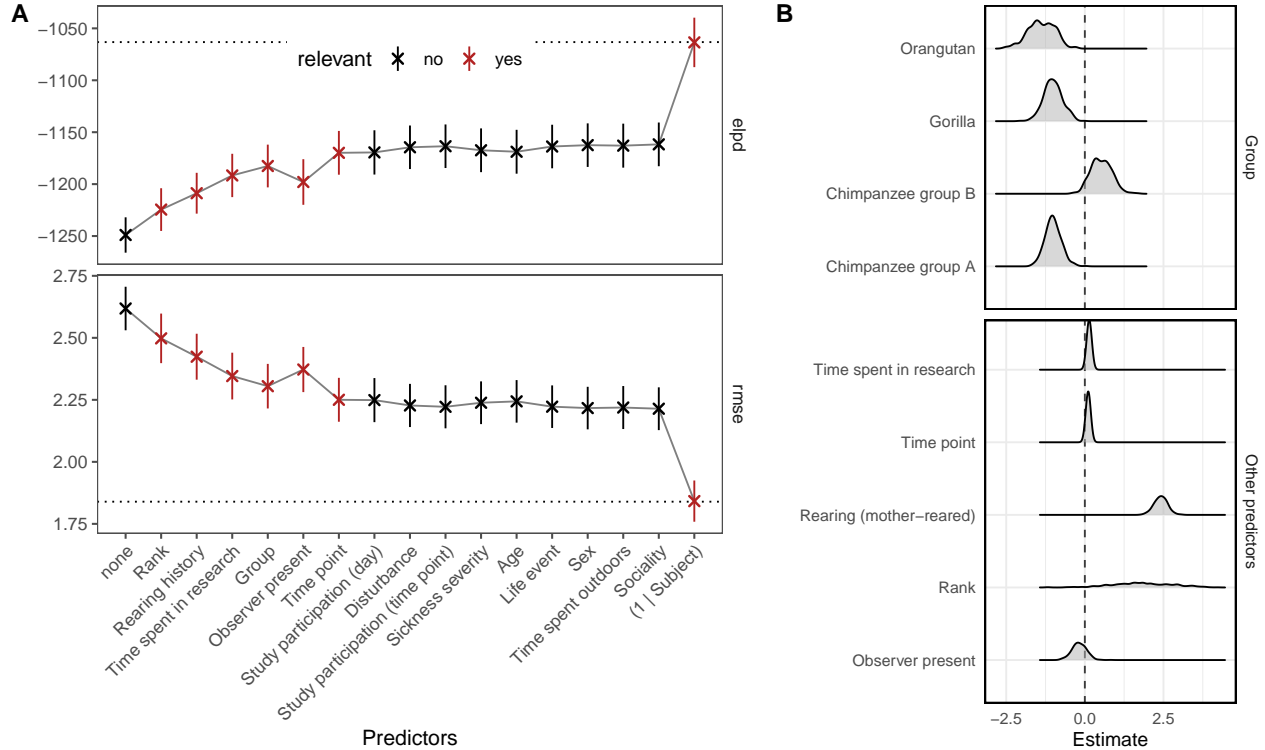 A
−1050
−1100
−1150
−1200
−1250
relevant no yes
elpd
2.75
2.50
2.25
2.00
1.75
rmse
none
Rank
Rearing history
Time spent in research
Group
Observer present
Time point
Study participation (day)
Disturbance
Study participation (time point)
Sickness severity
Age
Life event
Sex
Time spent outdoors
Sociality
(1 | Subject)
Predictors
B
Orangutan
Gorilla
Chimpanzee group B
Chimpanzee group A
Group
Time spent in research
Time point
Rearing (mother−reared)
Rank
Observer present
Other predictors
−2.5 0.0 2.5
Estimate